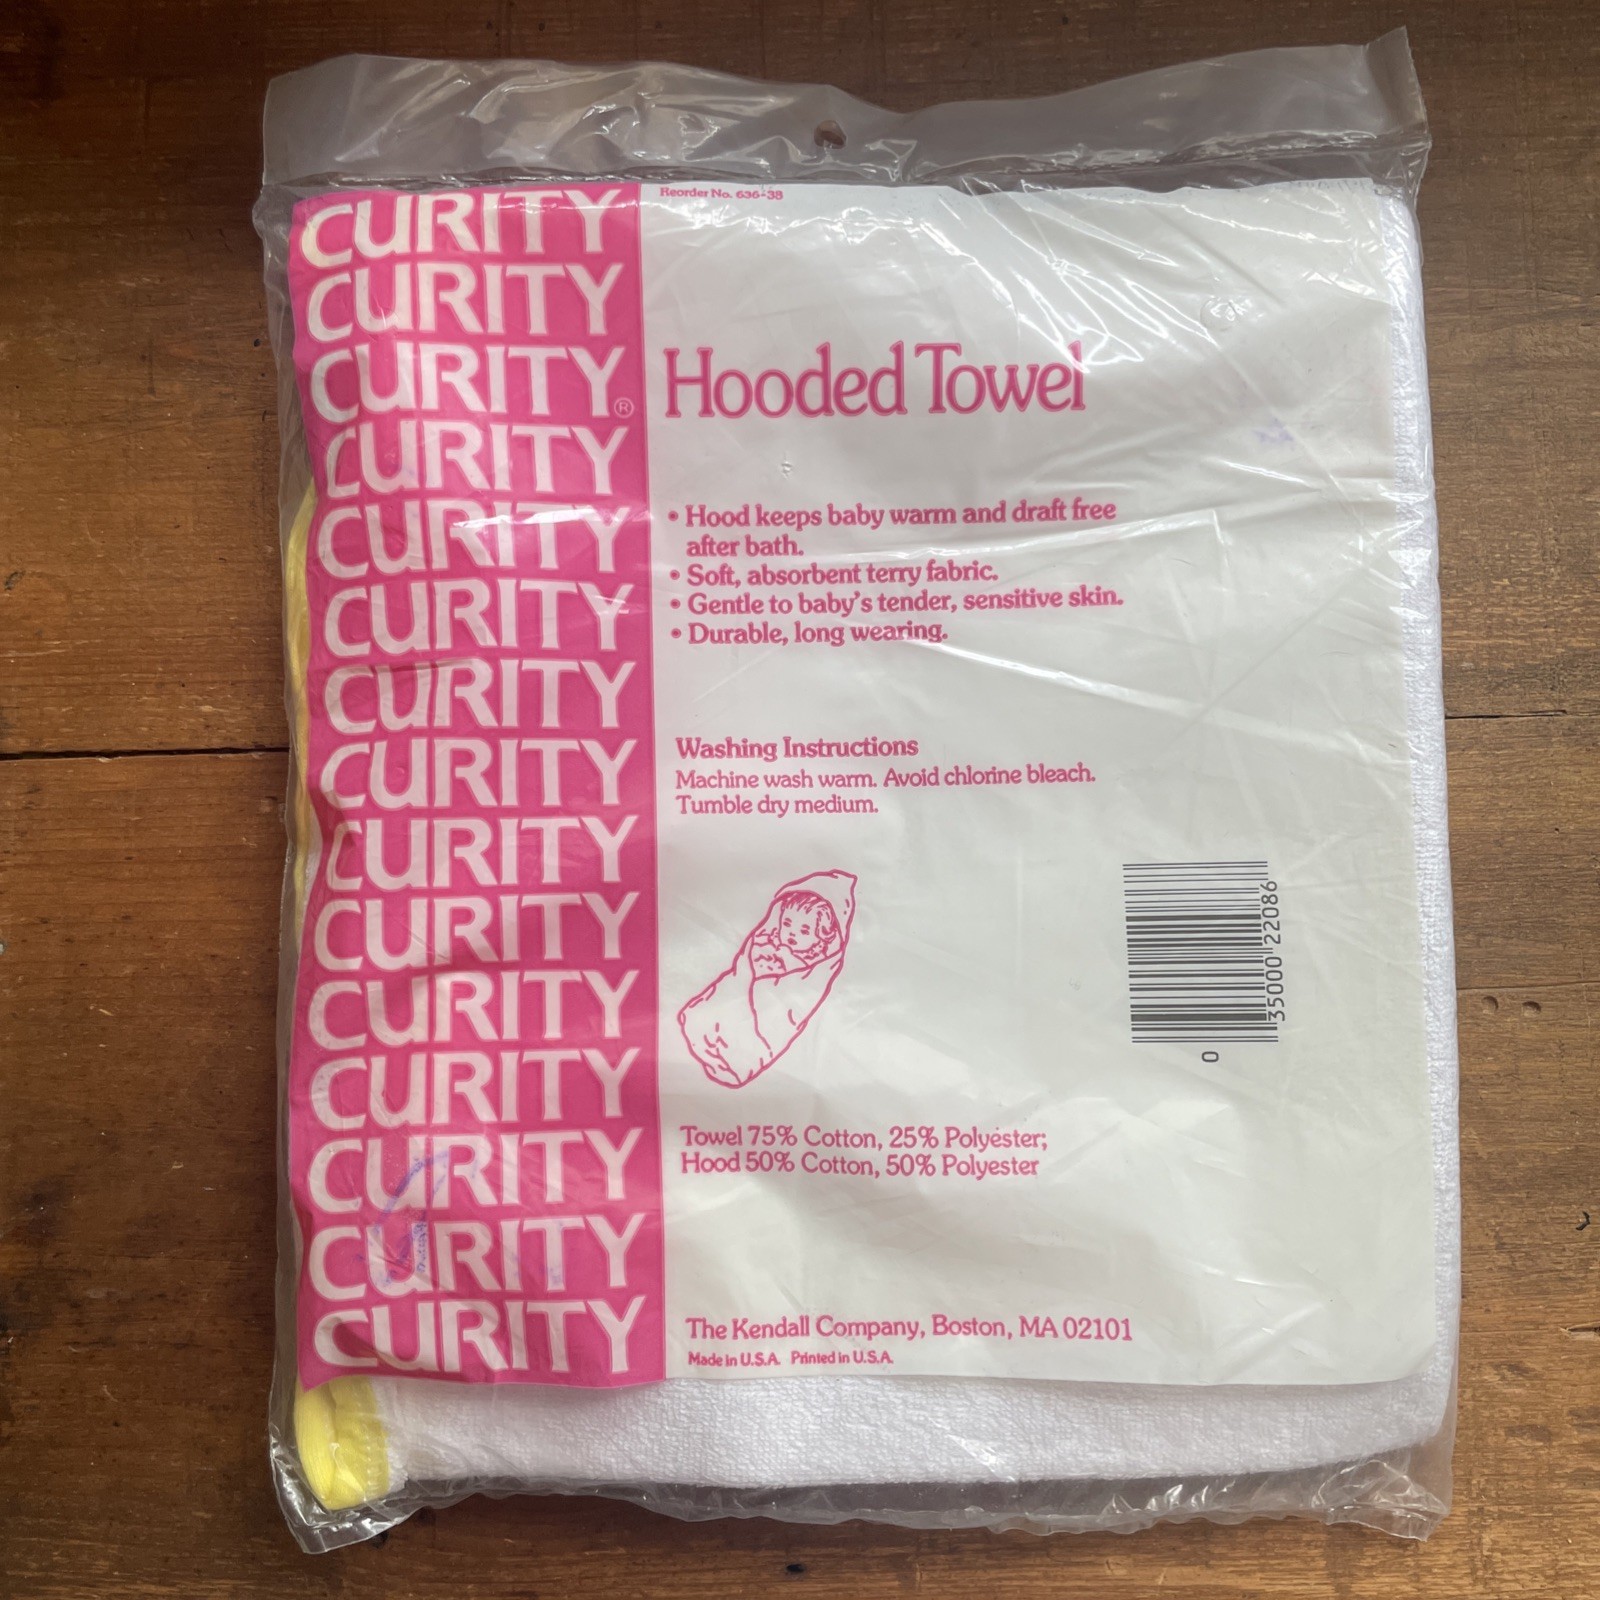 CURITY
CURITY
CURITY®
CURITY
CURITY
CURITY
CURITY
CURITY
CURITY
CURITY
CURITY
CURITY
CURITY
CURITY
CURITY
Reorder No. 636-38
Hooded Towel
• Hood keeps baby warm and draft free
after bath.
• Soft, absorbent terry fabric.
• Gentle to baby's tender, sensitive skin.
• Durable, long wearing.
Washing Instructions
Machine wash warm. Avoid chlorine bleach.
Tumble dry medium.
0 35000 22086
Towel 75% Cotton, 25% Polyester;
Hood 50% Cotton, 50% Polyester
The Kendall Company, Boston, MA 02101
Made in U.S.A. Printed in U.S.A.